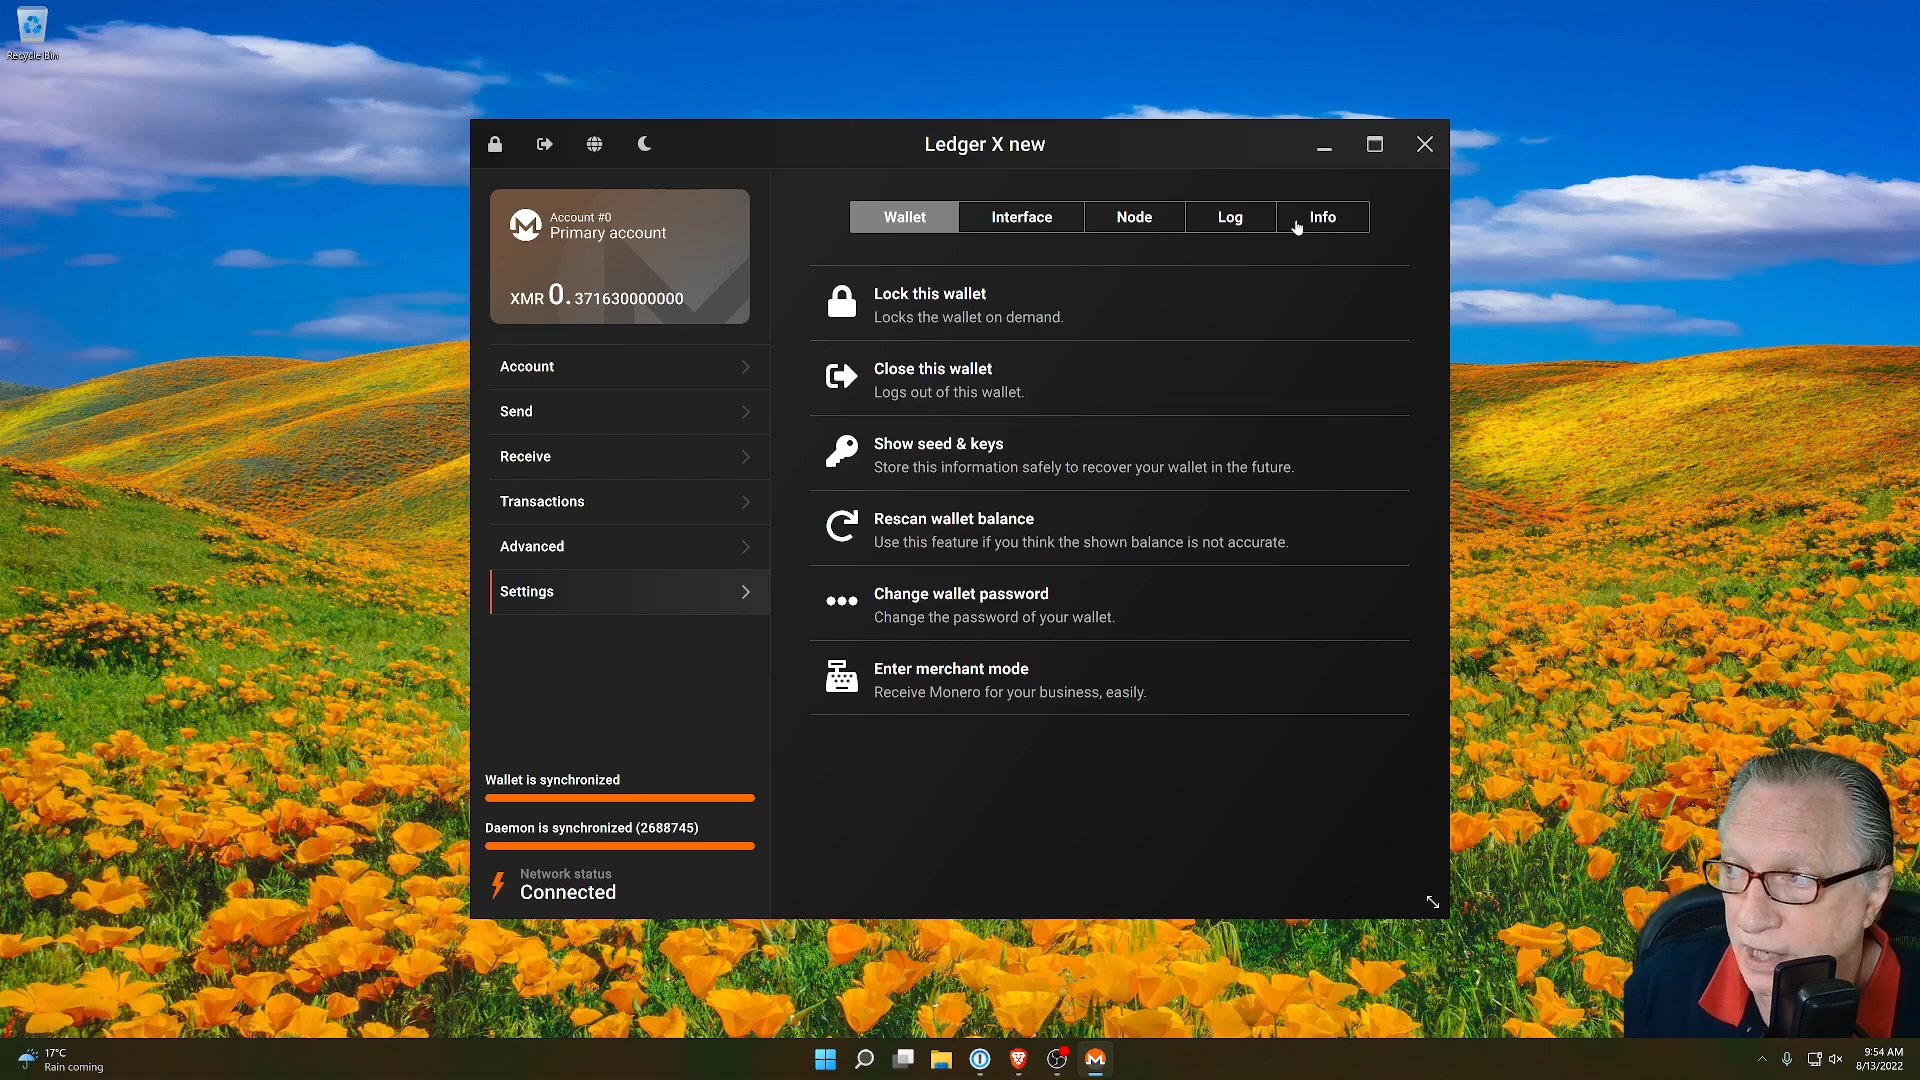 Recycle Bin
Ledger X new
Account #0
Primary account
XMR 0.371630000000
Account
Send
Receive
Transactions
Advanced
Settings
Wallet is synchronized
Daemon is synchronized (2688745)
Network status
Connected
Wallet
Interface
Node
Log
Info
Lock this wallet
Locks the wallet on demand.
Close this wallet
Logs out of this wallet.
Show seed & keys
Store this information safely to recover your wallet in the future.
Rescan wallet balance
Use this feature if you think the shown balance is not accurate.
Change wallet password
Change the password of your wallet.
Enter merchant mode
Receive Monero for your business, easily.
17°C
Rain coming
9:54 AM
8/13/2022